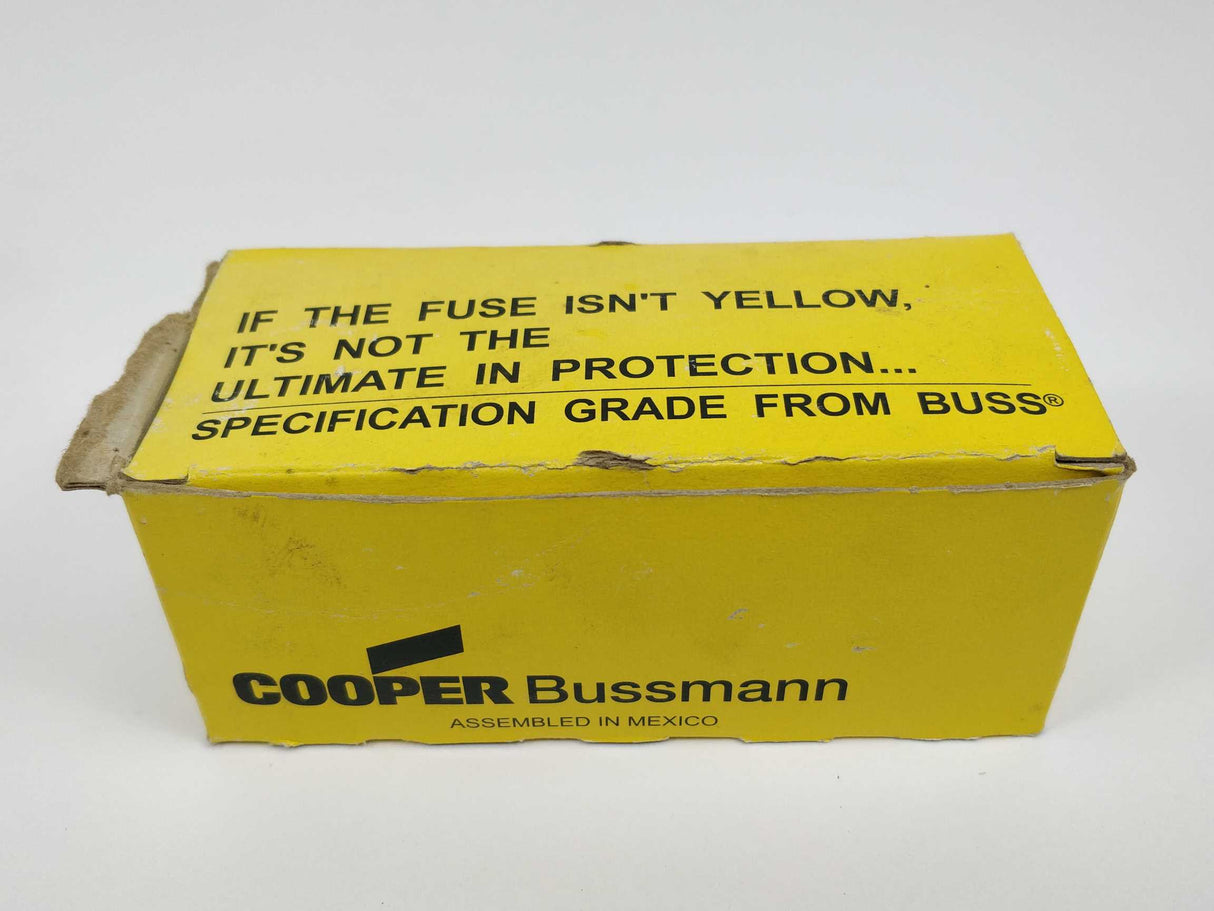 IF THE FUSE ISN'T YELLOW,
IT'S NOT THE
ULTIMATE IN PROTECTION...
SPECIFICATION GRADE FROM BUSS®
COOPER Bussmann
ASSEMBLED IN MEXICO